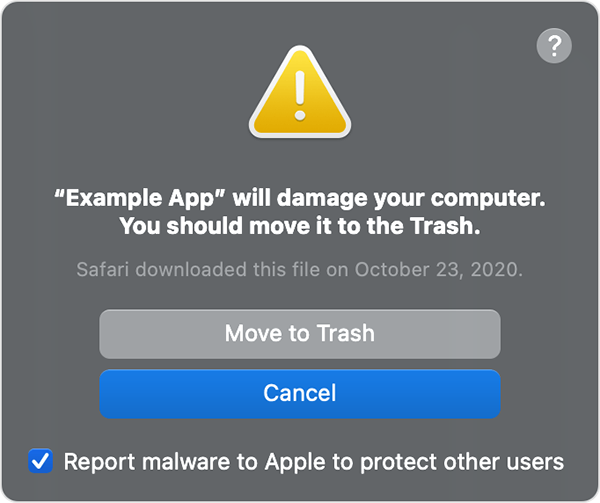 ?
“Example App” will damage your computer.
You should move it to the Trash.
Safari downloaded this file on October 23, 2020.
Move to Trash
Cancel
Report malware to Apple to protect other users